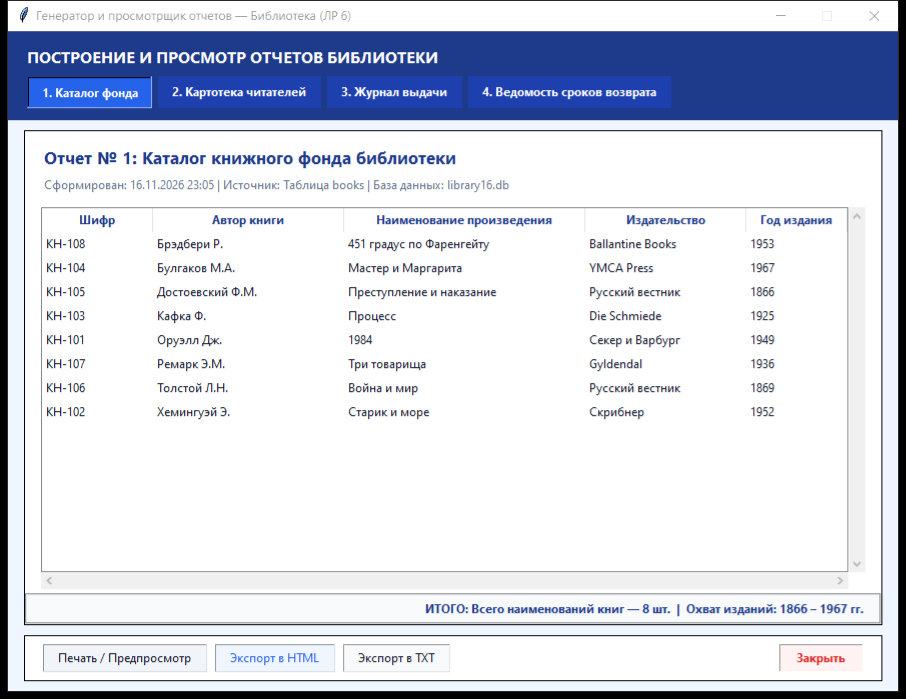 Генератор и просмотрщик отчетов — Библиотека (ЛР 6)
ПОСТРОЕНИЕ И ПРОСМОТР ОТЧЕТОВ БИБЛИОТЕКИ
1. Каталог фонда 2. Картотека читателей 3. Журнал выдачи 4. Ведомость сроков возврата
Отчет № 1: Каталог книжного фонда библиотеки
Сформирован: 16.11.2026 23:05 | Источник: Таблица books | База данных: library16.db
Шифр Автор книги Наименование произведения Издательство Год издания
КН-108 Брэдбери Р. 451 градус по Фаренгейту Ballantine Books 1953
КН-104 Булгаков М.А. Мастер и Маргарита YMCA Press 1967
КН-105 Достоевский Ф.М. Преступление и наказание Русский вестник 1866
КН-103 Кафка Ф. Процесс Die Schmiede 1925
КН-101 Оруэлл Дж. 1984 Секер и Варбург 1949
КН-107 Ремарк Э.М. Три товарища Gyldendal 1936
КН-106 Толстой Л.Н. Война и мир Русский вестник 1869
КН-102 Хемингуэй Э. Старик и море Скрибнер 1952
ИТОГО: Всего наименований книг — 8 шт. | Охват изданий: 1866 – 1967 гг.
Печать / Предпросмотр Экспорт в HTML Экспорт в TXT Закрыть